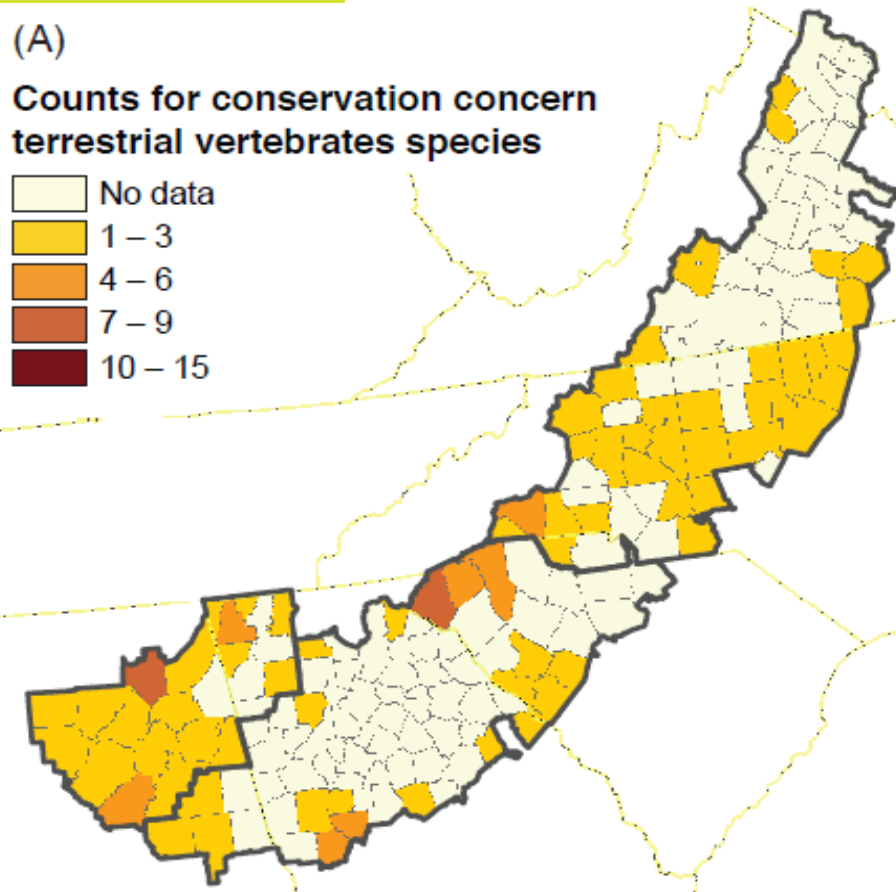 (A)
Counts for conservation concern
terrestrial vertebrates species
No data
1 – 3
4 – 6
7 – 9
10 – 15